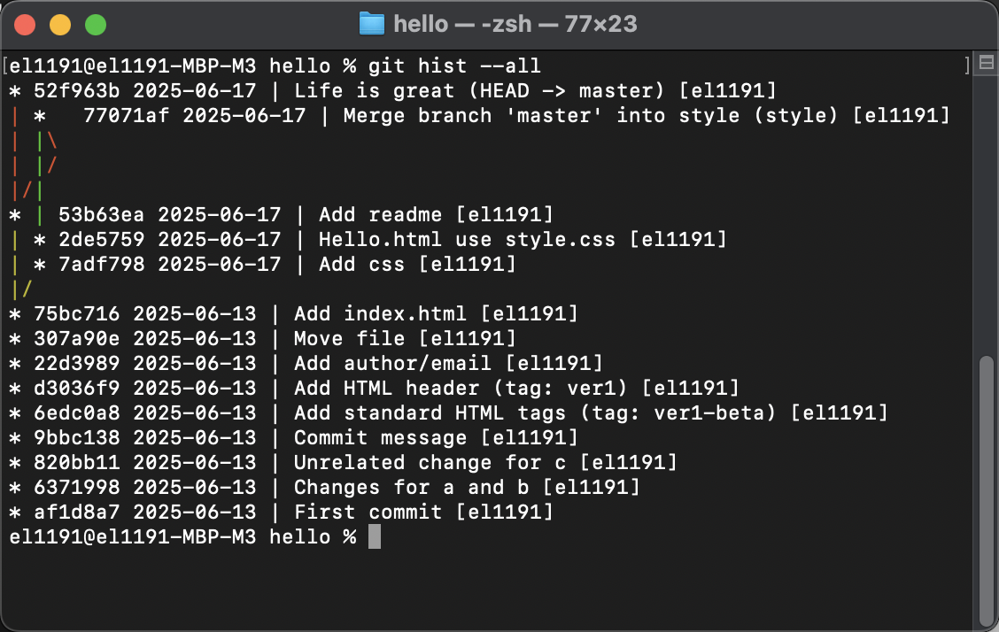 hello — -zsh — 77×23
[el1191@el1191-MBP-M3 hello % git hist --all ]
* 52f963b 2025-06-17 | Life is great (HEAD -> master) [el1191]
| *   77071af 2025-06-17 | Merge branch 'master' into style (style) [el1191]
| |\
| |/
|/|
* | 53b63ea 2025-06-17 | Add readme [el1191]
| * 2de5759 2025-06-17 | Hello.html use style.css [el1191]
| * 7adf798 2025-06-17 | Add css [el1191]
|/
* 75bc716 2025-06-13 | Add index.html [el1191]
* 307a90e 2025-06-13 | Move file [el1191]
* 22d3989 2025-06-13 | Add author/email [el1191]
* d3036f9 2025-06-13 | Add HTML header (tag: ver1) [el1191]
* 6edc0a8 2025-06-13 | Add standard HTML tags (tag: ver1-beta) [el1191]
* 9bbc138 2025-06-13 | Commit message [el1191]
* 820bb11 2025-06-13 | Unrelated change for c [el1191]
* 6371998 2025-06-13 | Changes for a and b [el1191]
* af1d8a7 2025-06-13 | First commit [el1191]
el1191@el1191-MBP-M3 hello %